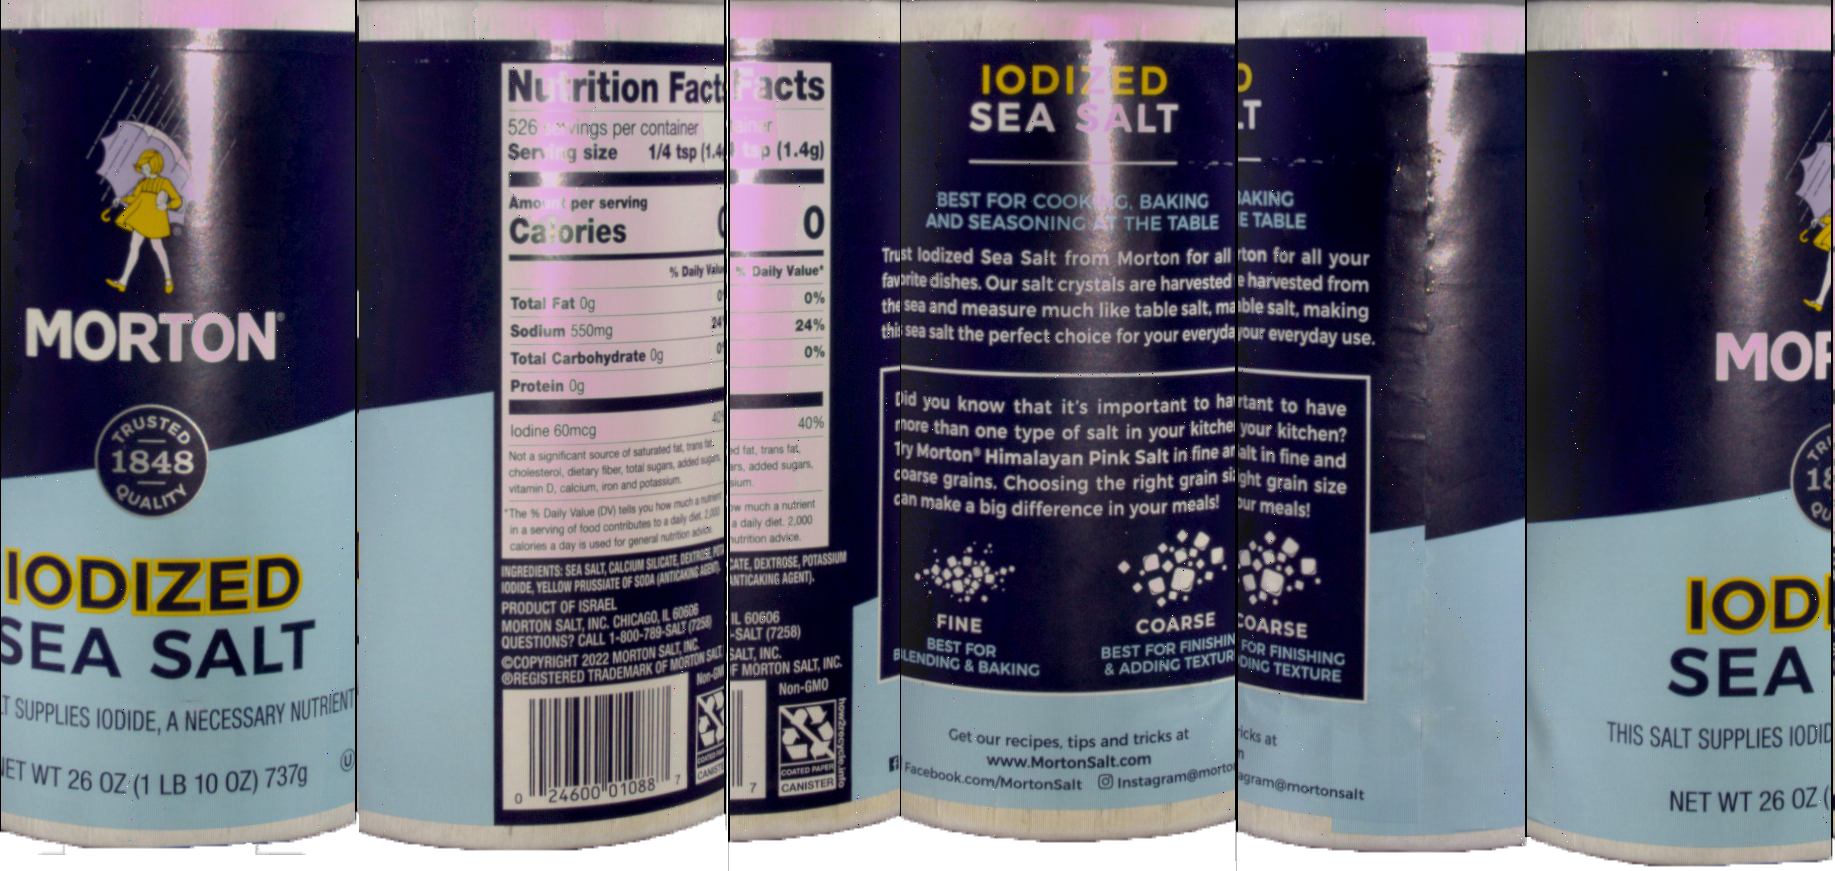 MORTON®
TRUSTED
1848
QUALITY
IODIZED
SEA SALT
SUPPLIES IODIDE, A NECESSARY NUTRIENT
NET WT 26 OZ (1 LB 10 OZ) 737g
U
Nutrition Facts
526 servings per container
Serving size 1/4 tsp (1.4g)
Amount per serving
Calories 0
% Daily Value*
Total Fat 0g 0%
Sodium 550mg 24%
Total Carbohydrate 0g 0%
Protein 0g
Iodine 60mcg 40%
Not a significant source of saturated fat, trans fat,
cholesterol, dietary fiber, total sugars, added sugars,
vitamin D, calcium, iron and potassium.
*The % Daily Value (DV) tells you how much a nutrient
in a serving of food contributes to a daily diet. 2,000
calories a day is used for general nutrition advice.
INGREDIENTS: SEA SALT, CALCIUM SILICATE, DEXTROSE, POTASSIUM
IODIDE, YELLOW PRUSSIATE OF SODA (ANTICAKING AGENT).
PRODUCT OF ISRAEL
MORTON SALT, INC. CHICAGO, IL 60606
QUESTIONS? CALL 1-800-789-SALT (7258)
©COPYRIGHT 2022 MORTON SALT, INC.
®REGISTERED TRADEMARK OF MORTON SALT, INC.
0 24600 01088 7
Non-GMO
COATED PAPER
CANISTER
how2recycle.info
IODIZED
SEA SALT
BEST FOR COOKING, BAKING
AND SEASONING AT THE TABLE
Trust Iodized Sea Salt from Morton for all your
favorite dishes. Our salt crystals are harvested from
the sea and measure much like table salt, making
this sea salt the perfect choice for your everyday use.
Did you know that it's important to have
more than one type of salt in your kitchen?
Try Morton® Himalayan Pink Salt in fine and
coarse grains. Choosing the right grain size
can make a big difference in your meals!
FINE
BEST FOR
BLENDING & BAKING
COARSE
BEST FOR FINISHING
& ADDING TEXTURE
Get our recipes, tips and tricks at
www.MortonSalt.com
Facebook.com/MortonSalt Instagram@mortonsalt
MOR
TR
18
QU
IODI
SEA
THIS SALT SUPPLIES IODID
NET WT 26 OZ (